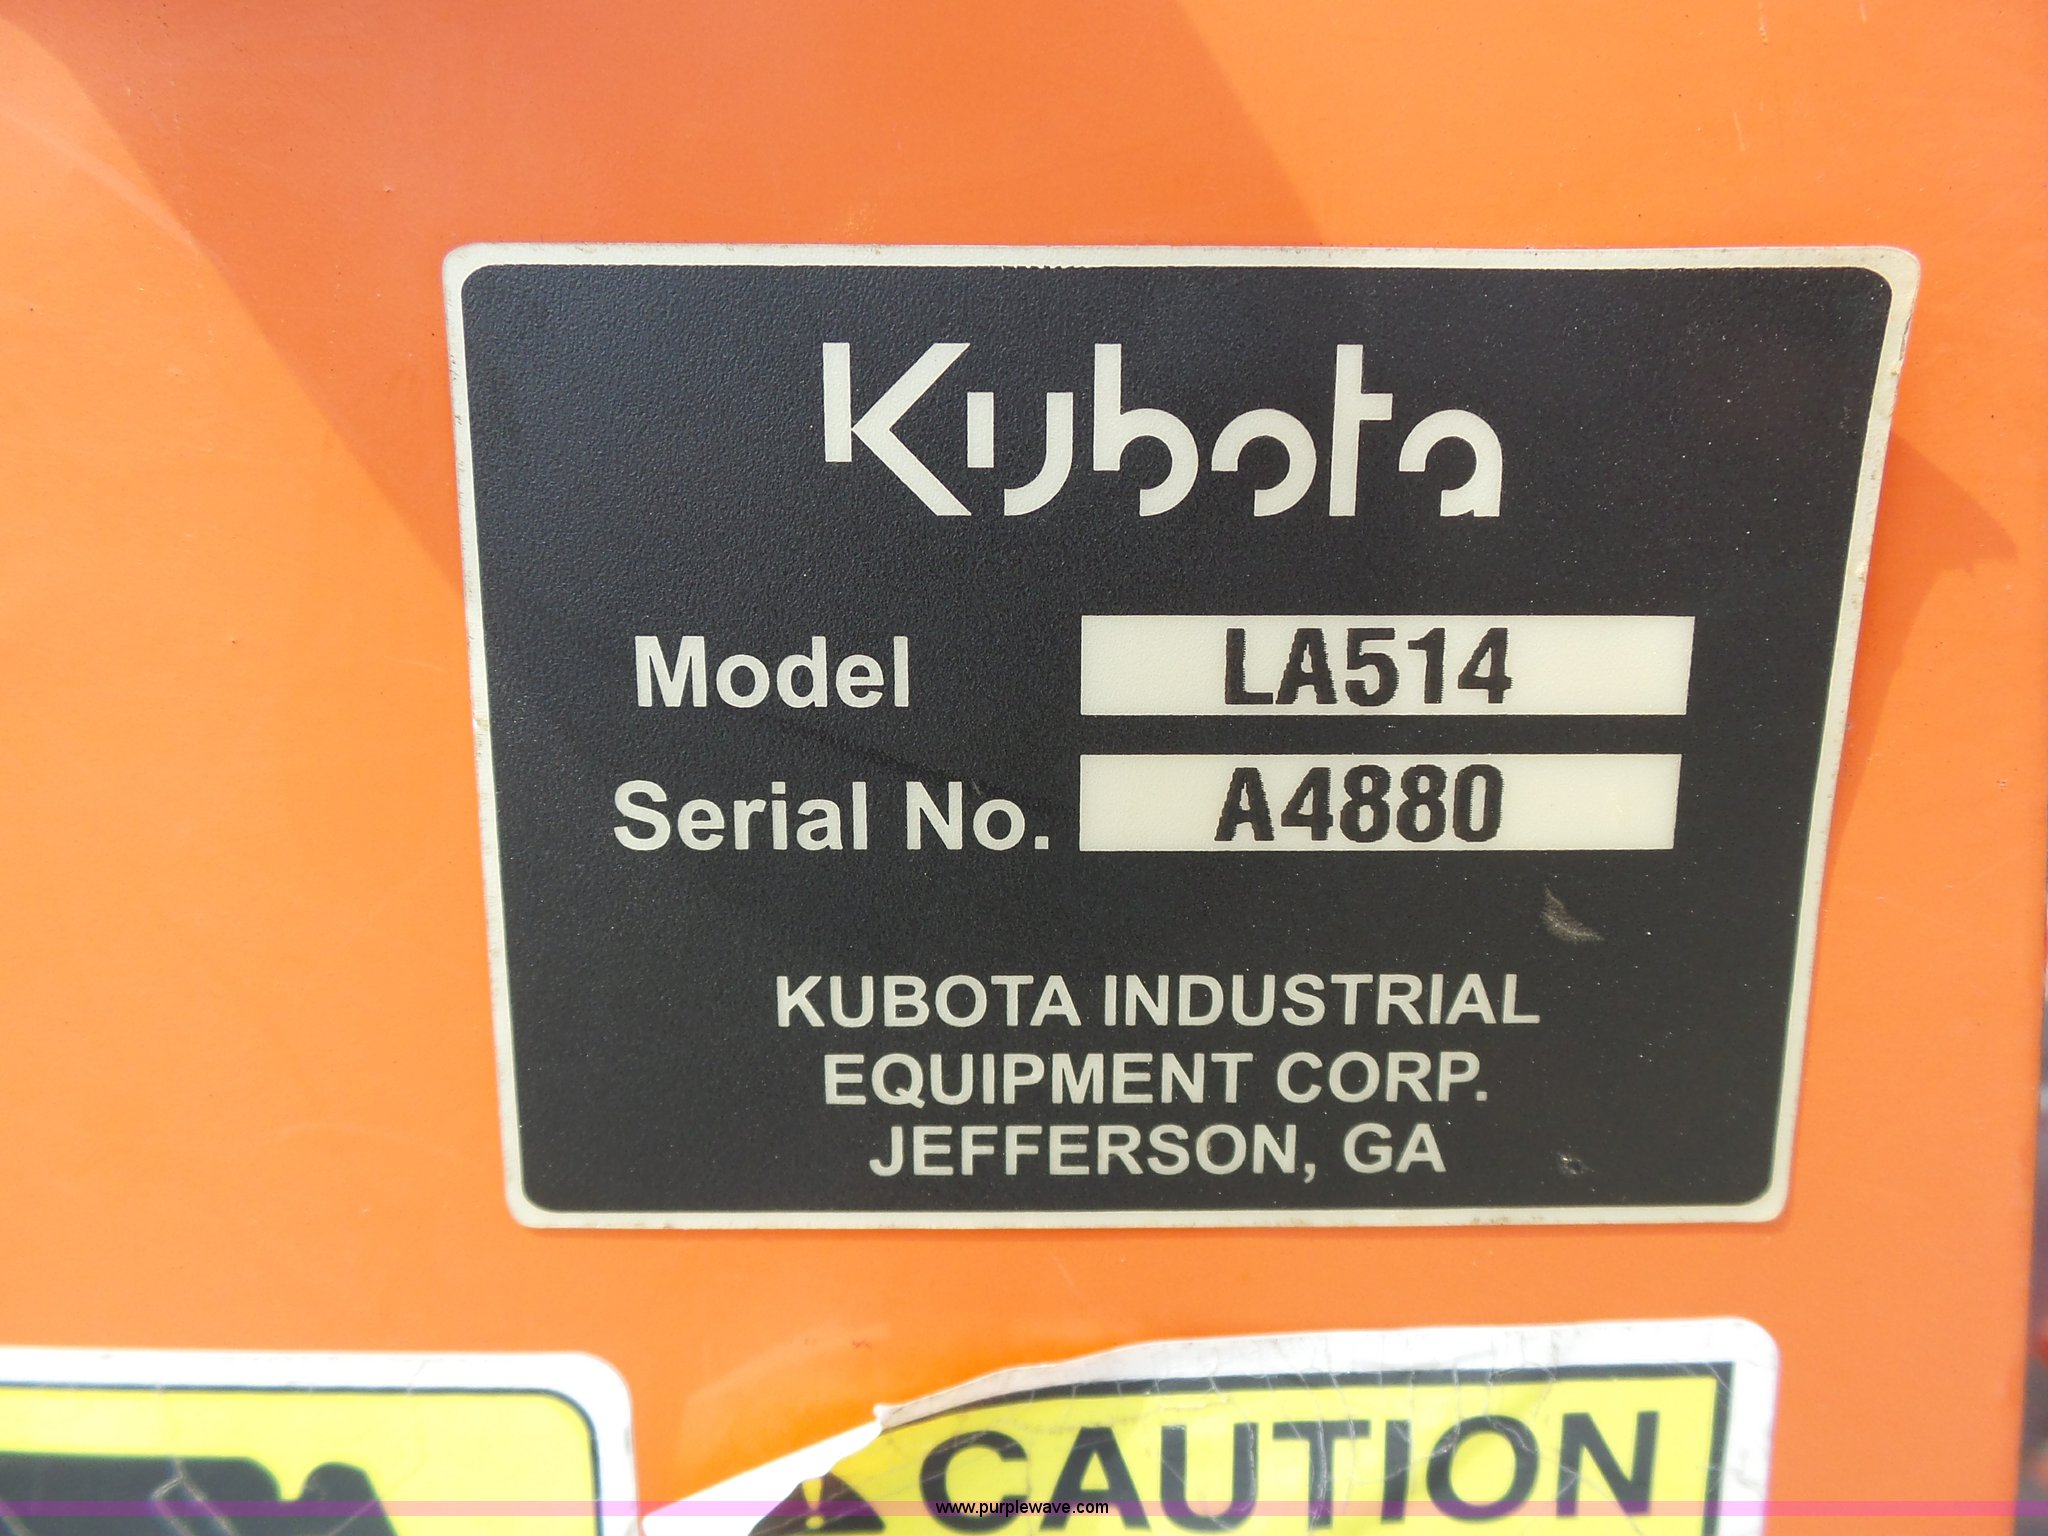 Kubota
Model LA514
Serial No. A4880
KUBOTA INDUSTRIAL
EQUIPMENT CORP.
JEFFERSON, GA
CAUTION
www.purplewave.com